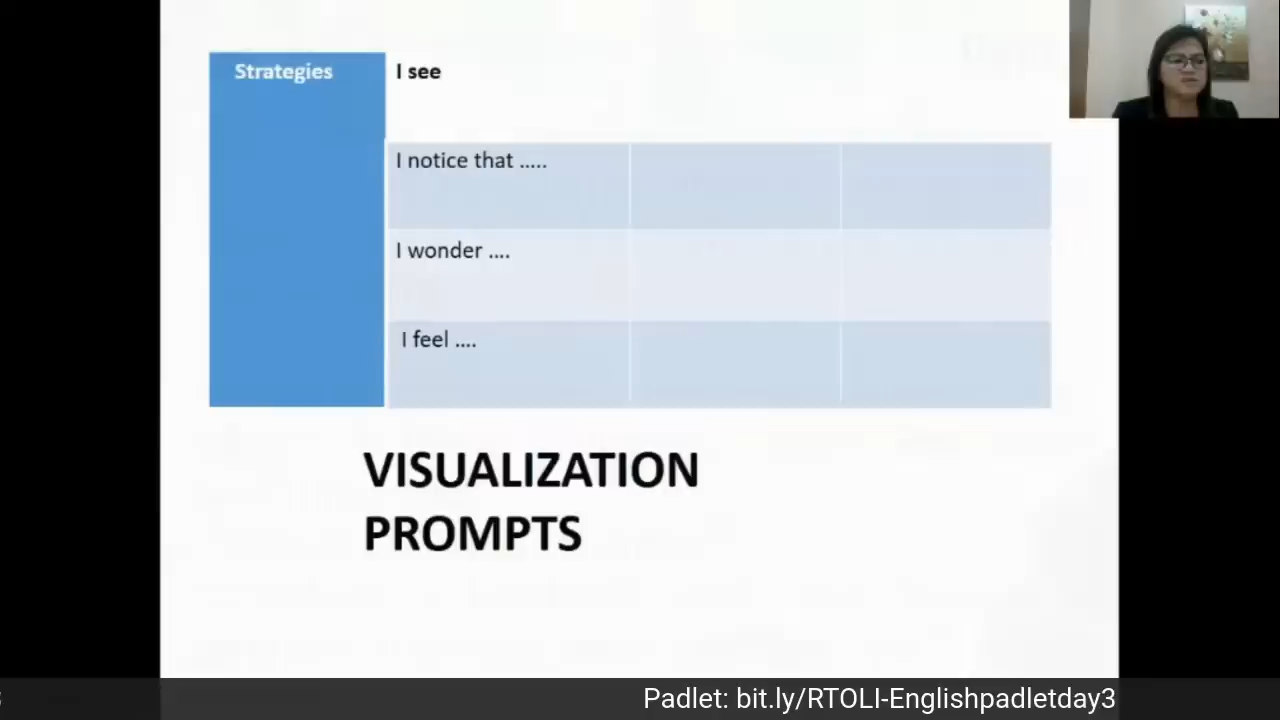 Strategies I see
I notice that .....
I wonder ....
I feel ....
VISUALIZATION
PROMPTS
Padlet: bit.ly/RTOLI-Englishpadletday3